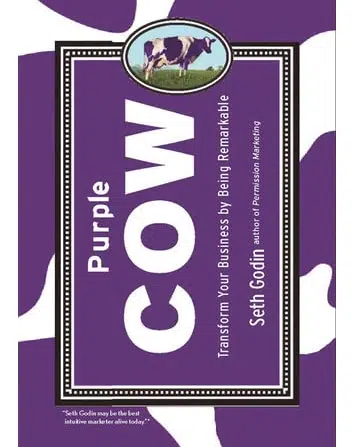 Purple
COW
Transform Your Business by Being Remarkable
Seth Godin author of Permission Marketing
"Seth Godin may be the best
intuitive marketer alive today."*